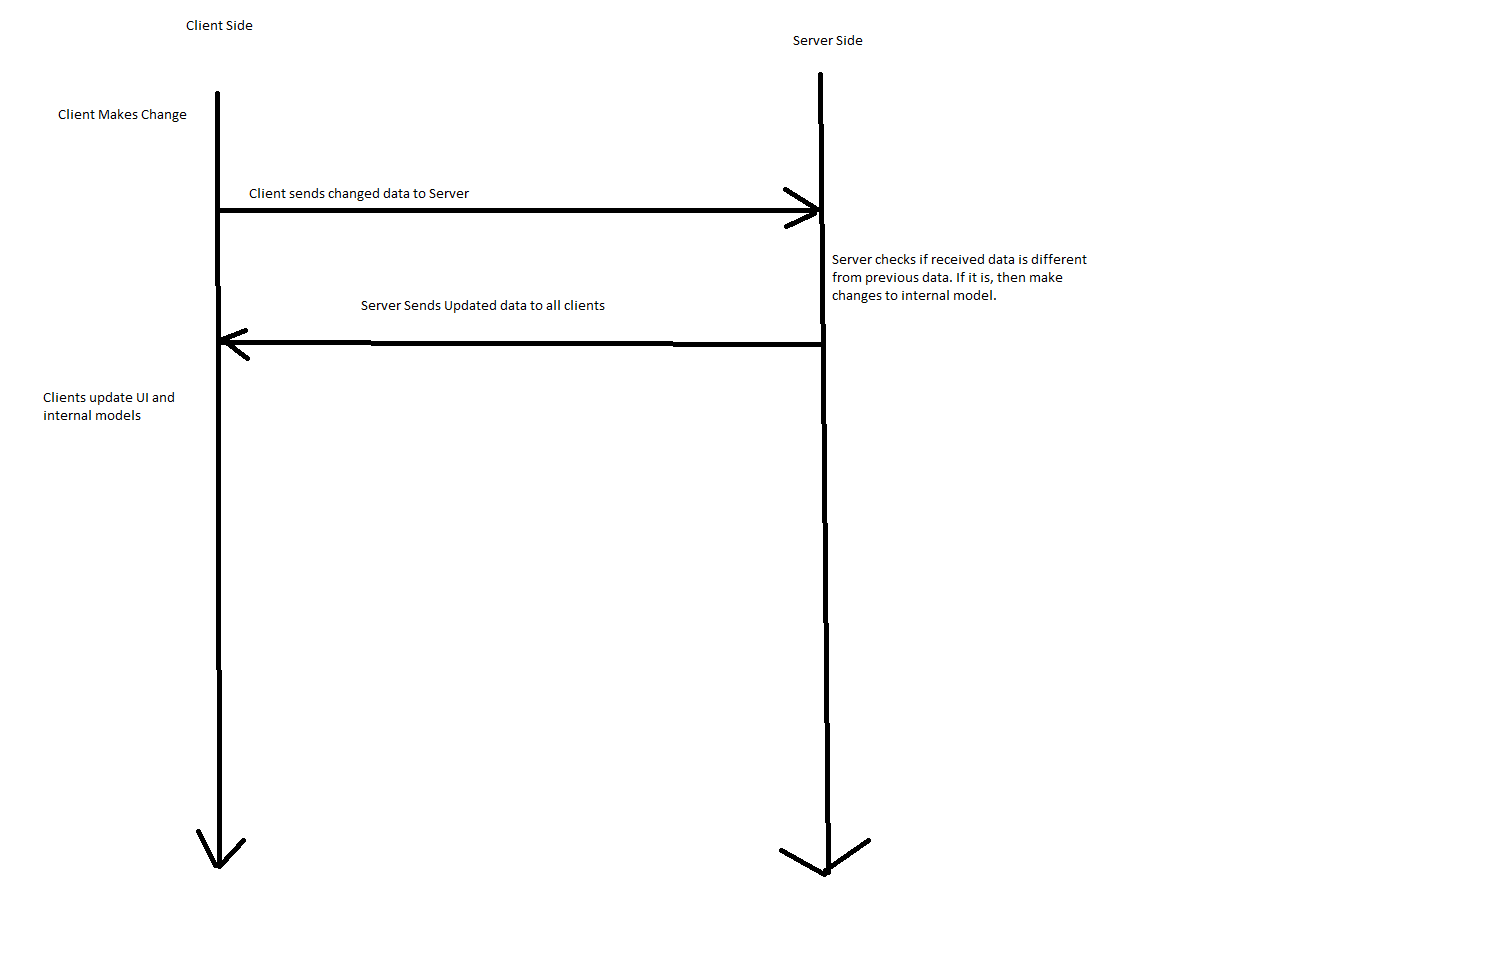 Client Side
Server Side
Client Makes Change
Client sends changed data to Server
Server checks if received data is different
from previous data. If it is, then make
changes to internal model.
Server Sends Updated data to all clients
Clients update UI and
internal models